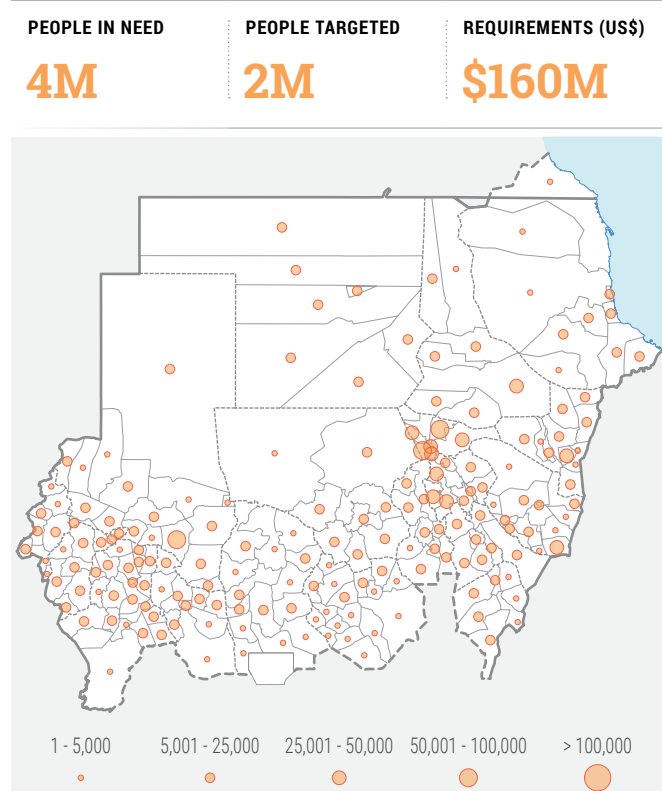 PEOPLE IN NEED PEOPLE TARGETED REQUIREMENTS (US$)
4M 2M $160M
1 - 5,000 5,001 - 25,000 25,001 - 50,000 50,001 - 100,000 > 100,000